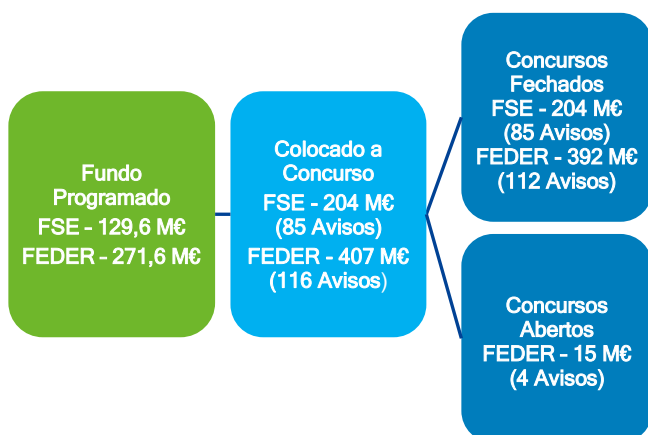 Fundo
Programado
FSE - 129,6 M€
FEDER - 271,6 M€
Colocado a
Concurso
FSE - 204 M€
(85 Avisos)
FEDER - 407 M€
(116 Avisos)
Concursos
Fechados
FSE - 204 M€
(85 Avisos)
FEDER - 392 M€
(112 Avisos)
Concursos
Abertos
FEDER - 15 M€
(4 Avisos)